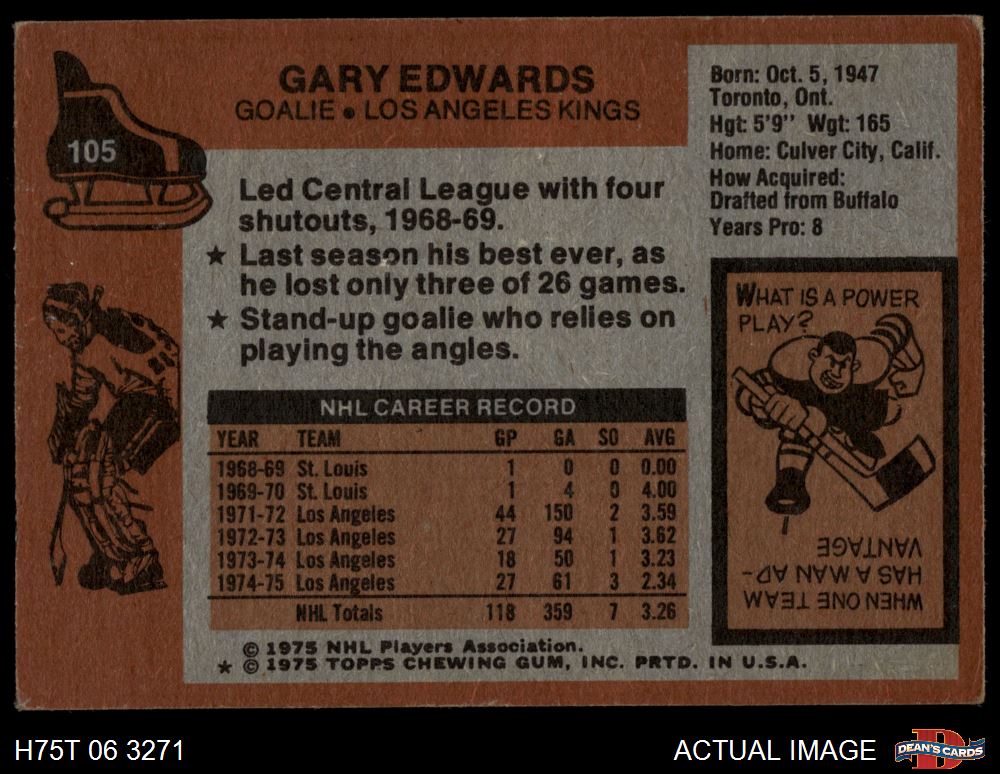 GARY EDWARDS
GOALIE • LOS ANGELES KINGS
105
Born: Oct. 5, 1947
Toronto, Ont.
Hgt: 5'9" Wgt: 165
Home: Culver City, Calif.
How Acquired:
Drafted from Buffalo
Years Pro: 8
Led Central League with four
shutouts, 1968-69.
★ Last season his best ever, as
he lost only three of 26 games.
★ Stand-up goalie who relies on
playing the angles.
NHL CAREER RECORD
YEAR TEAM GP GA SO AVG
1968-69 St. Louis 1 0 0 0.00
1969-70 St. Louis 1 4 0 4.00
1971-72 Los Angeles 44 150 2 3.59
1972-73 Los Angeles 27 94 1 3.62
1973-74 Los Angeles 18 50 1 3.23
1974-75 Los Angeles 27 61 3 2.34
NHL Totals 118 359 7 3.26
WHAT IS A POWER
PLAY?
WHEN ONE TEAM
HAS A MAN AD-
VANTAGE
© 1975 NHL Players Association.
★ © 1975 TOPPS CHEWING GUM, INC. PRTD. IN U.S.A.
H75T 06 3271
ACTUAL IMAGE
DEAN'S CARDS